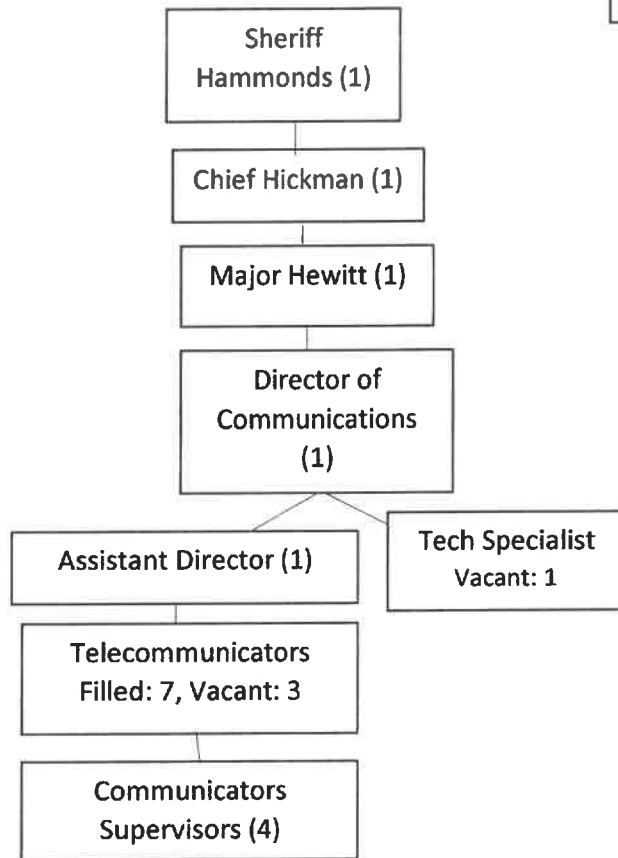 Sheriff
Hammonds (1)
Chief Hickman (1)
Major Hewitt (1)
Director of
Communications
(1)
Assistant Director (1)
Tech Specialist
Vacant: 1
Telecommunicators
Filled: 7, Vacant: 3
Communicators
Supervisors (4)